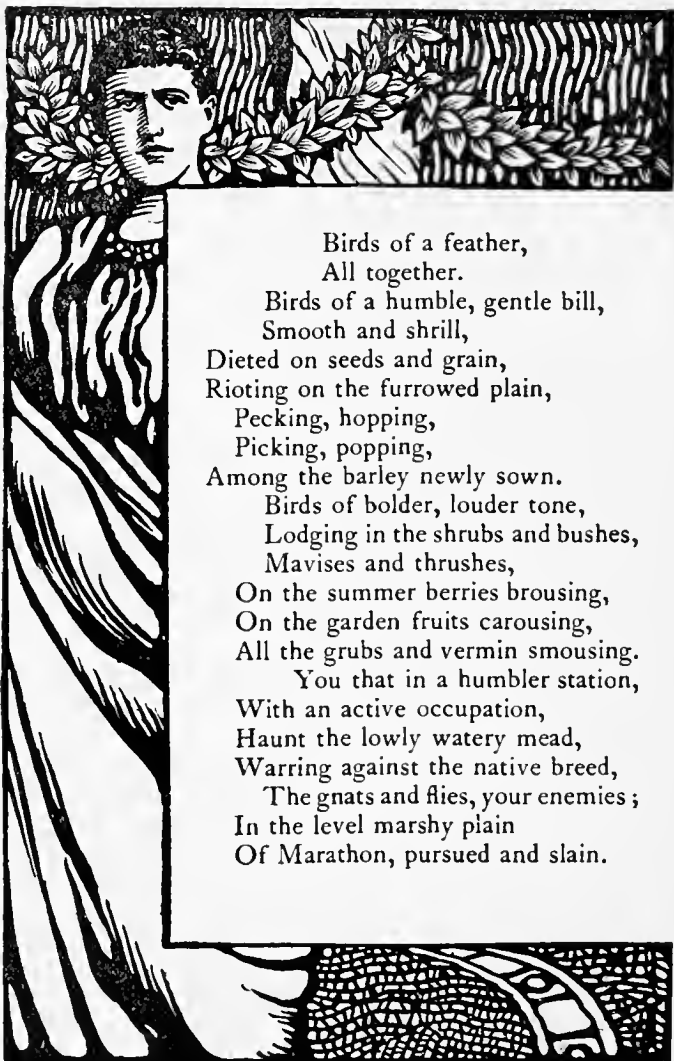 Birds of a feather,
All together.
Birds of a humble, gentle bill,
Smooth and shrill,
Dieted on seeds and grain,
Rioting on the furrowed plain,
Pecking, hopping,
Picking, popping,
Among the barley newly sown.
Birds of bolder, louder tone,
Lodging in the shrubs and bushes,
Mavises and thrushes,
On the summer berries brousing,
On the garden fruits carousing,
All the grubs and vermin smousing.
You that in a humbler station,
With an active occupation,
Haunt the lowly watery mead,
Warring against the native breed,
The gnats and flies, your enemies ;
In the level marshy plain
Of Marathon, pursued and slain.